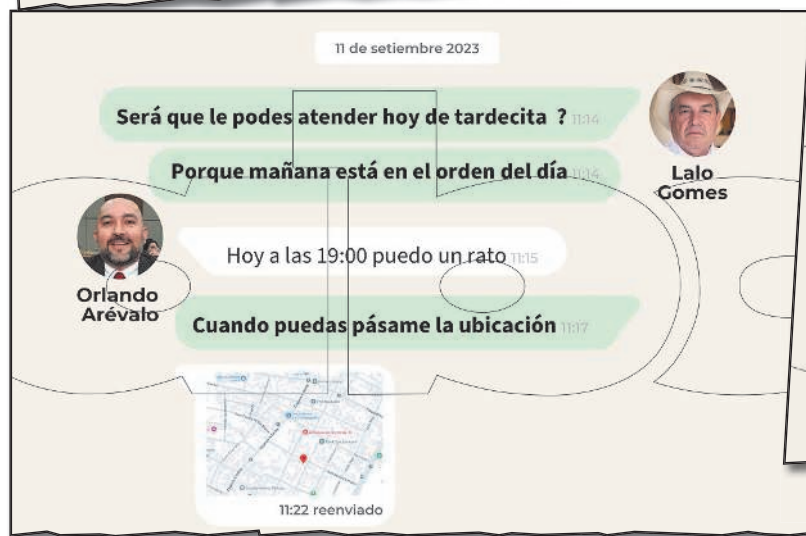 11 de setiembre 2023
Será que le podes atender hoy de tardecita ? 11:14
Porque mañana está en el orden del día 11:14
Lalo
Gomes
Hoy a las 19:00 puedo un rato 11:15
Orlando
Arévalo
Cuando puedas pásame la ubicación 11:17
11:22 reenviado